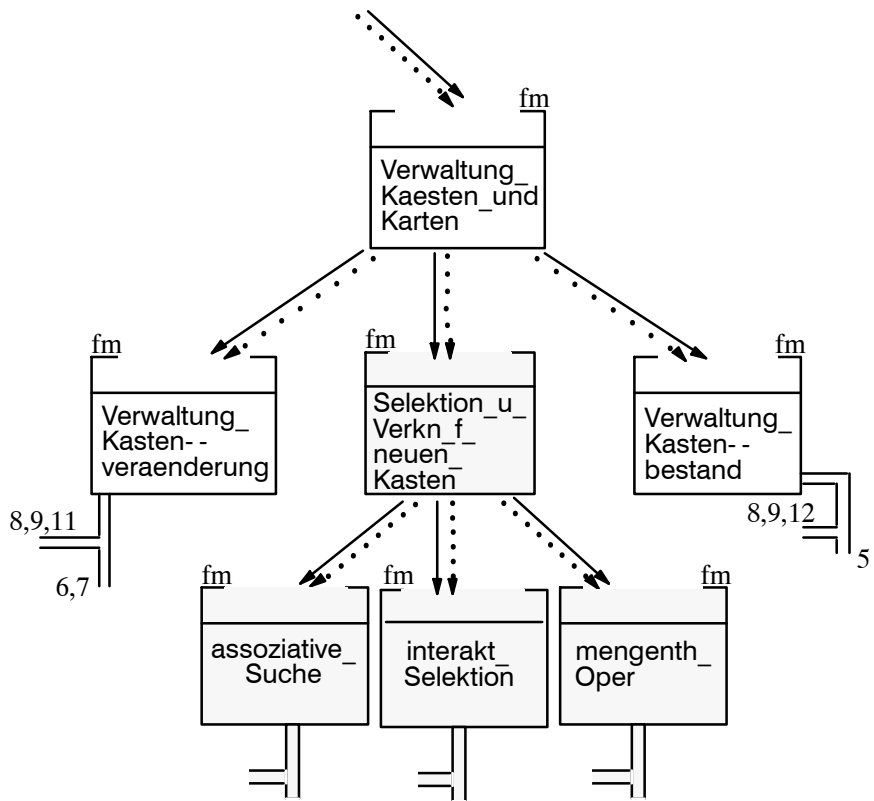 fm
Verwaltung_
Kaesten_und
Karten
fm
Verwaltung_
Kasten--
veraenderung
8,9,11
6,7
fm
Selektion_u_
Verkn_f_
neuen_
Kasten
fm
Verwaltung_
Kasten--
bestand
8,9,12
5
fm
assoziative_
Suche
fm
interakt_
Selektion
fm
mengenth_
Oper